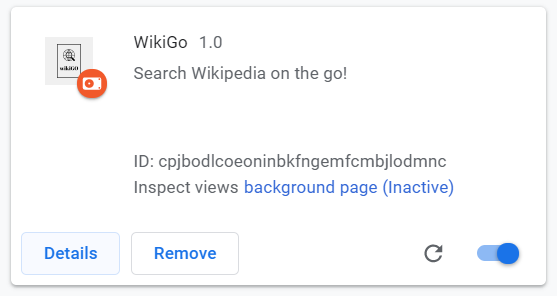 WikiGo 1.0
wikiGO
Search Wikipedia on the go!
ID: cpjbodlcoeoninbkfngemfcmbjlodmnc
Inspect views background page (Inactive)
Details Remove